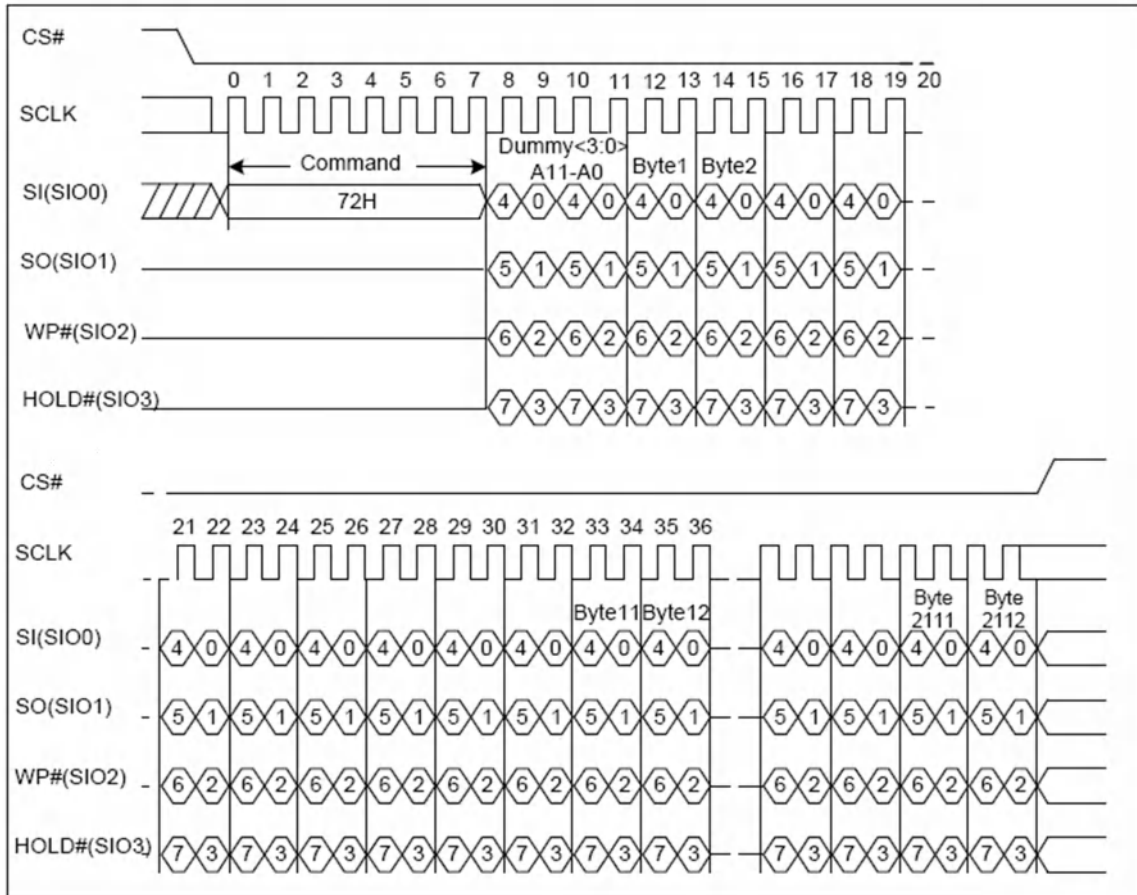 CS#
0 1 2 3 4 5 6 7 8 9 10 11 12 13 14 15 16 17 18 19 20
SCLK
Dummy<3:0>
Command A11-A0 Byte1 Byte2
SI(SIO0) 72H 4 0 4 0 4 0 4 0 4 0 4 0
SO(SIO1) 5 1 5 1 5 1 5 1 5 1 5 1
WP#(SIO2) 6 2 6 2 6 2 6 2 6 2 6 2
HOLD#(SIO3) 7 3 7 3 7 3 7 3 7 3 7 3
CS#
21 22 23 24 25 26 27 28 29 30 31 32 33 34 35 36
SCLK
Byte11 Byte12 Byte 2111 Byte 2112
SI(SIO0) 4 0 4 0 4 0 4 0 4 0 4 0 4 0 4 0 4 0 4 0 4 0 4 0
SO(SIO1) 5 1 5 1 5 1 5 1 5 1 5 1 5 1 5 1 5 1 5 1 5 1 5 1
WP#(SIO2) 6 2 6 2 6 2 6 2 6 2 6 2 6 2 6 2 6 2 6 2 6 2 6 2
HOLD#(SIO3) 7 3 7 3 7 3 7 3 7 3 7 3 7 3 7 3 7 3 7 3 7 3 7 3